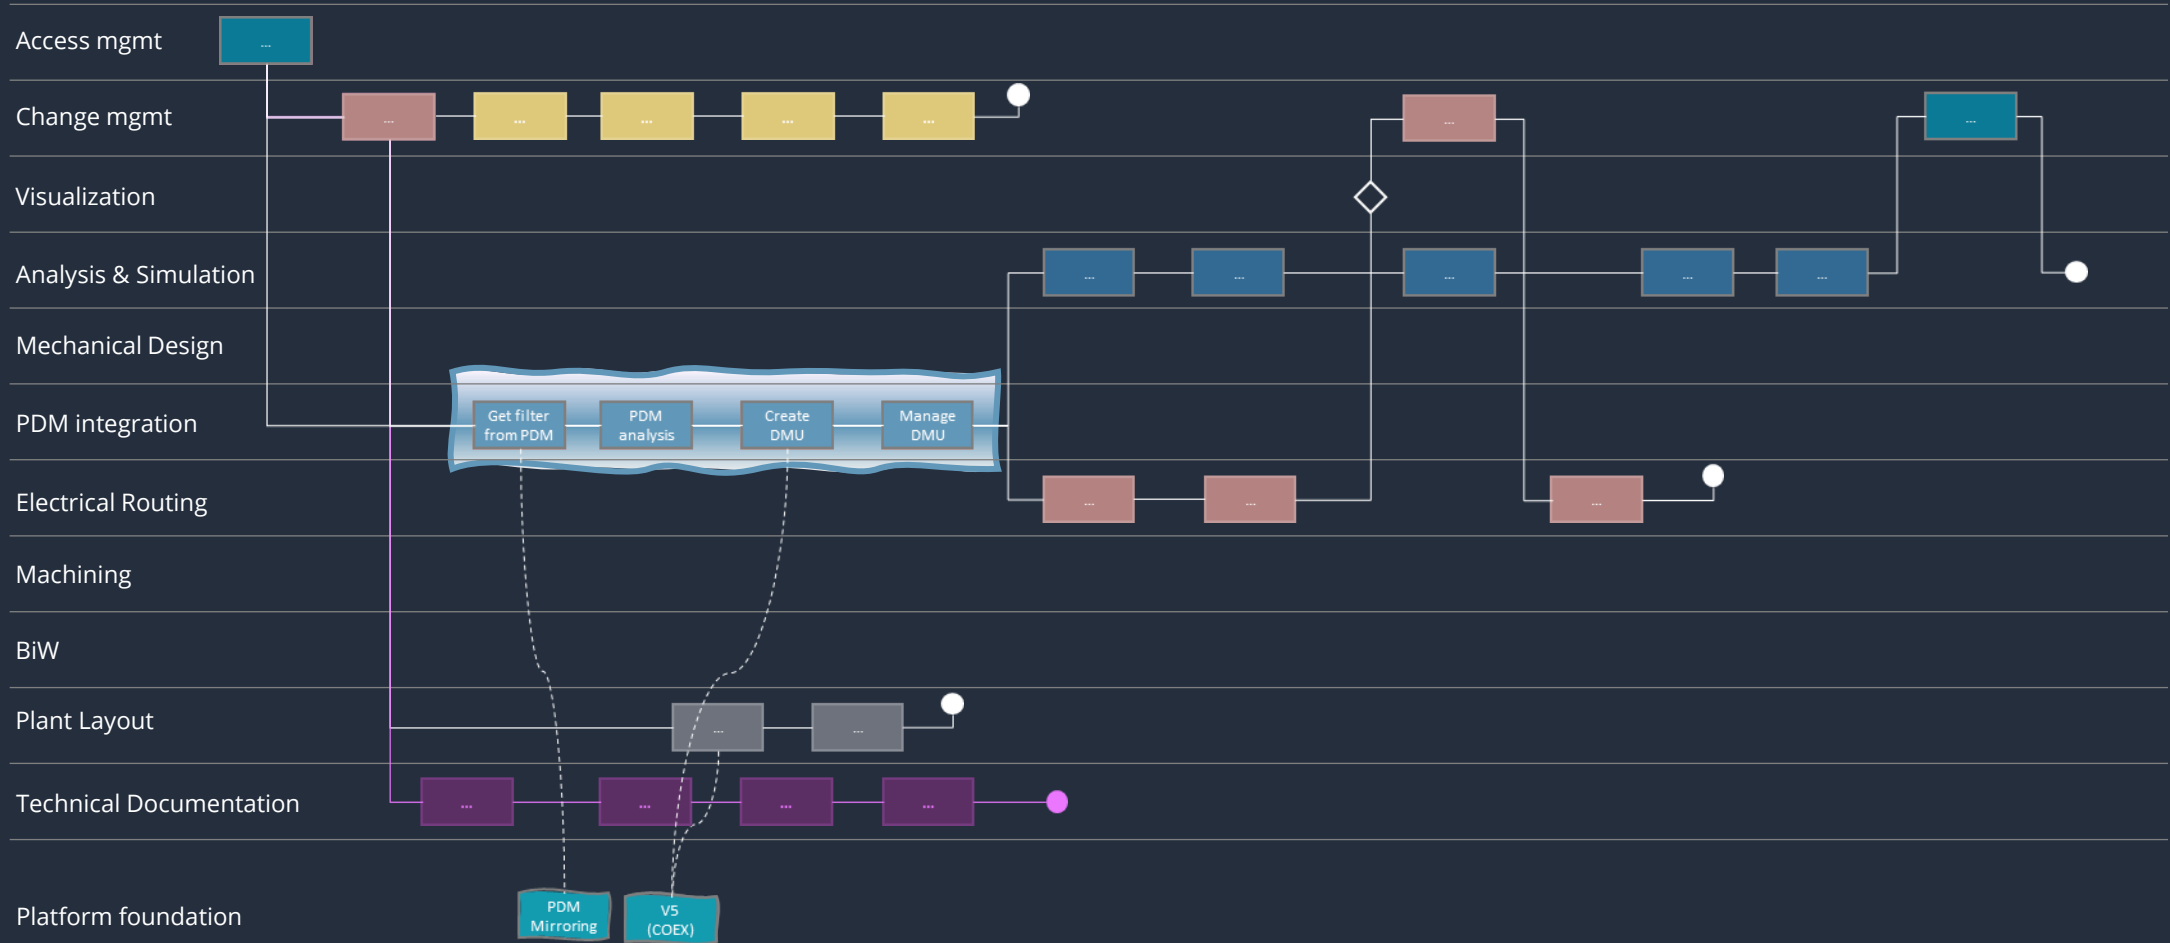 Access mgmt
...
Change mgmt
...
...
...
...
...
...
...
Visualization
Analysis & Simulation
...
...
...
...
...
Mechanical Design
PDM integration
Get filter
from PDM
PDM
analysis
Create
DMU
Manage
DMU
Electrical Routing
...
...
...
Machining
BiW
Plant Layout
...
...
Technical Documentation
...
...
...
...
Platform foundation
PDM
Mirroring
V5
(COEX)